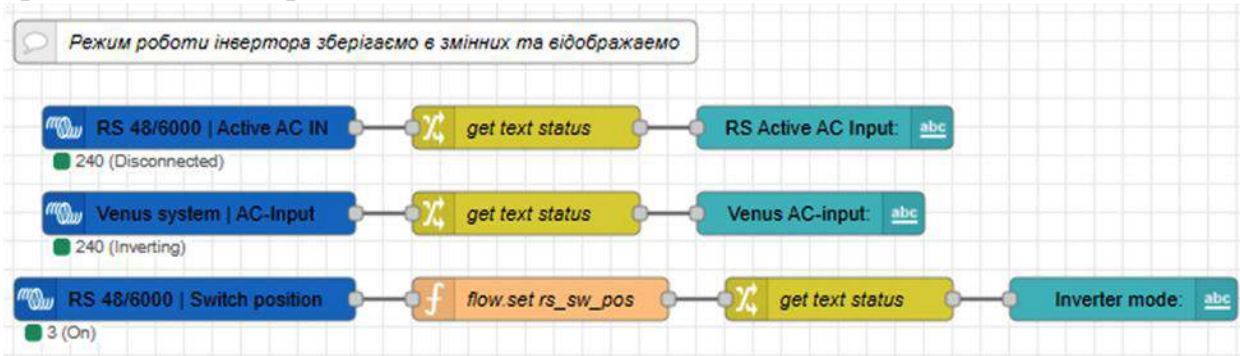 Режим роботи інвертора зберігаємо в змінних та відображаемо
RS 48/6000 | Active AC IN
get text status
RS Active AC Input:
abc
240 (Disconnected)
Venus system | AC-Input
get text status
Venus AC-input:
abc
240 (Inverting)
RS 48/6000 | Switch position
f
flow.set rs_sw_pos
get text status
Inverter mode:
abc
3 (On)